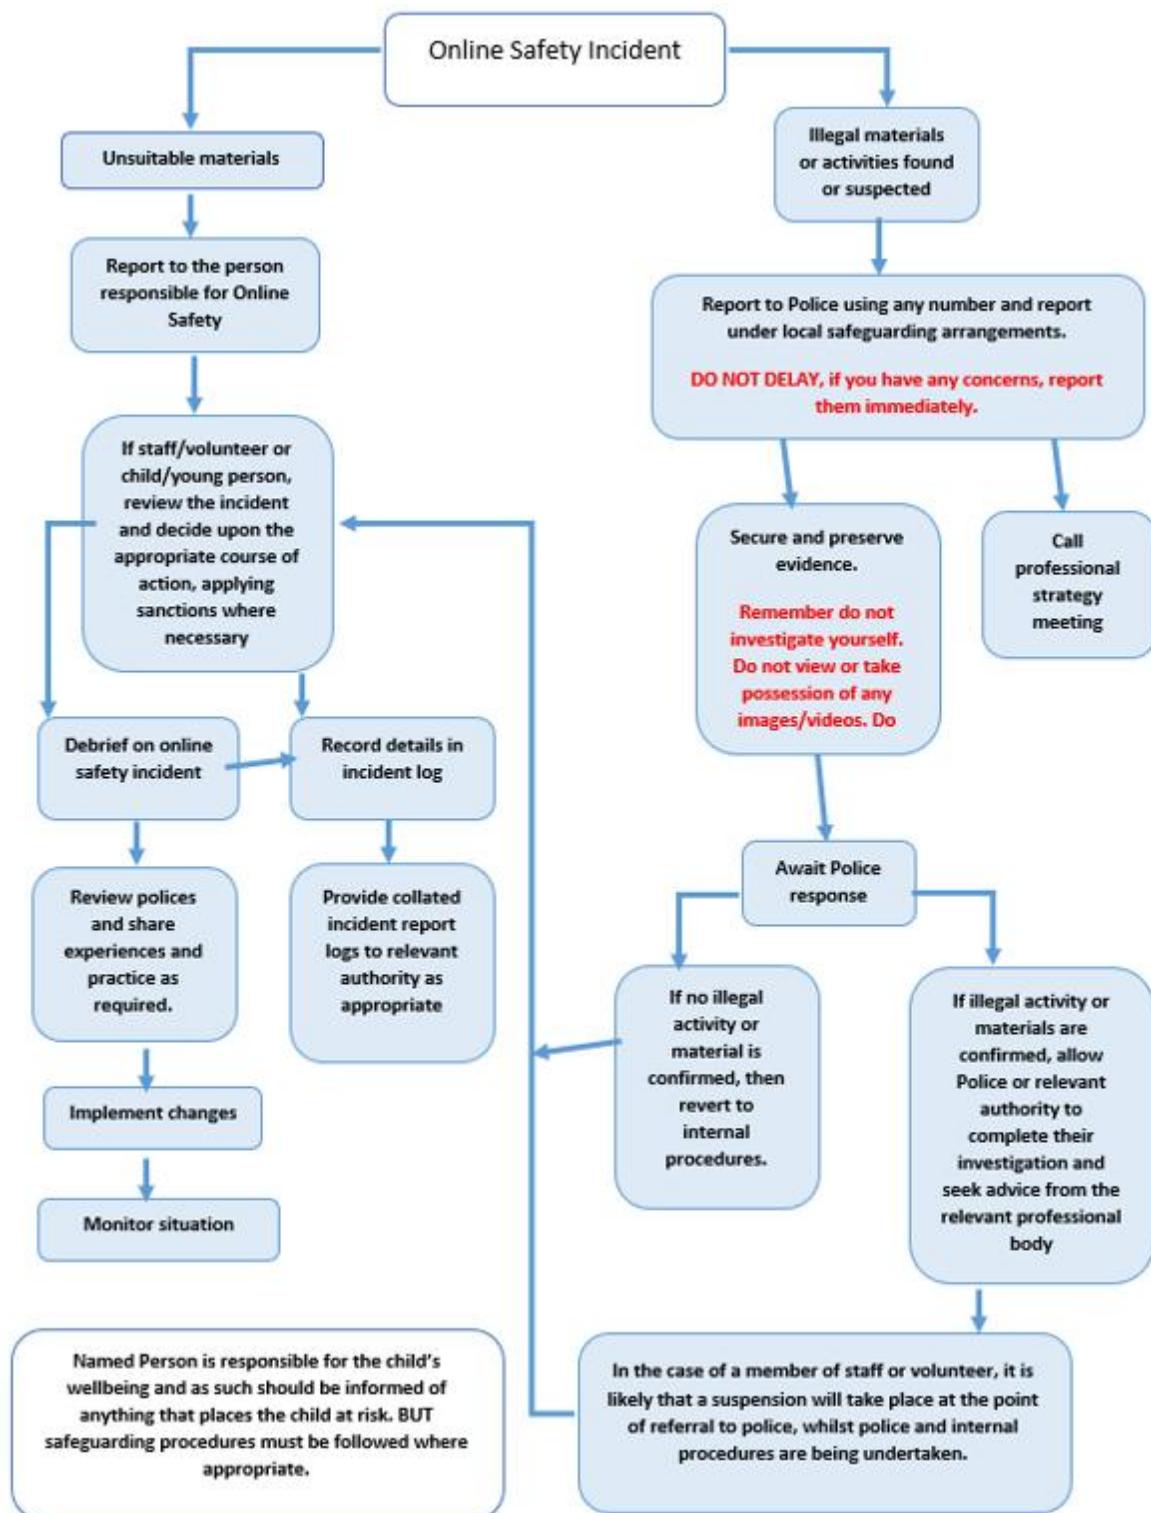 Online Safety Incident
Unsuitable materials
Report to the person
responsible for Online
Safety
If staff/volunteer or
child/young person,
review the incident
and decide upon the
appropriate course of
action, applying
sanctions where
necessary
Debrief on online
safety incident
Record details in
incident log
Review polices
and share
experiences and
practice as
required.
Provide collated
incident report
logs to relevant
authority as
appropriate
Implement changes
Monitor situation
Illegal materials
or activities found
or suspected
Report to Police using any number and report
under local safeguarding arrangements.
DO NOT DELAY, if you have any concerns, report
them immediately.
Secure and preserve
evidence.
Remember do not
investigate yourself.
Do not view or take
possession of any
images/videos. Do
Call
professional
strategy
meeting
Await Police
response
If no illegal
activity or
material is
confirmed, then
revert to
internal
procedures.
If illegal activity or
materials are
confirmed, allow
Police or relevant
authority to
complete their
investigation and
seek advice from the
relevant professional
body
In the case of a member of staff or volunteer, it is
likely that a suspension will take place at the point
of referral to police, whilst police and internal
procedures are being undertaken.
Named Person is responsible for the child's
wellbeing and as such should be informed of
anything that places the child at risk. BUT
safeguarding procedures must be followed where
appropriate.